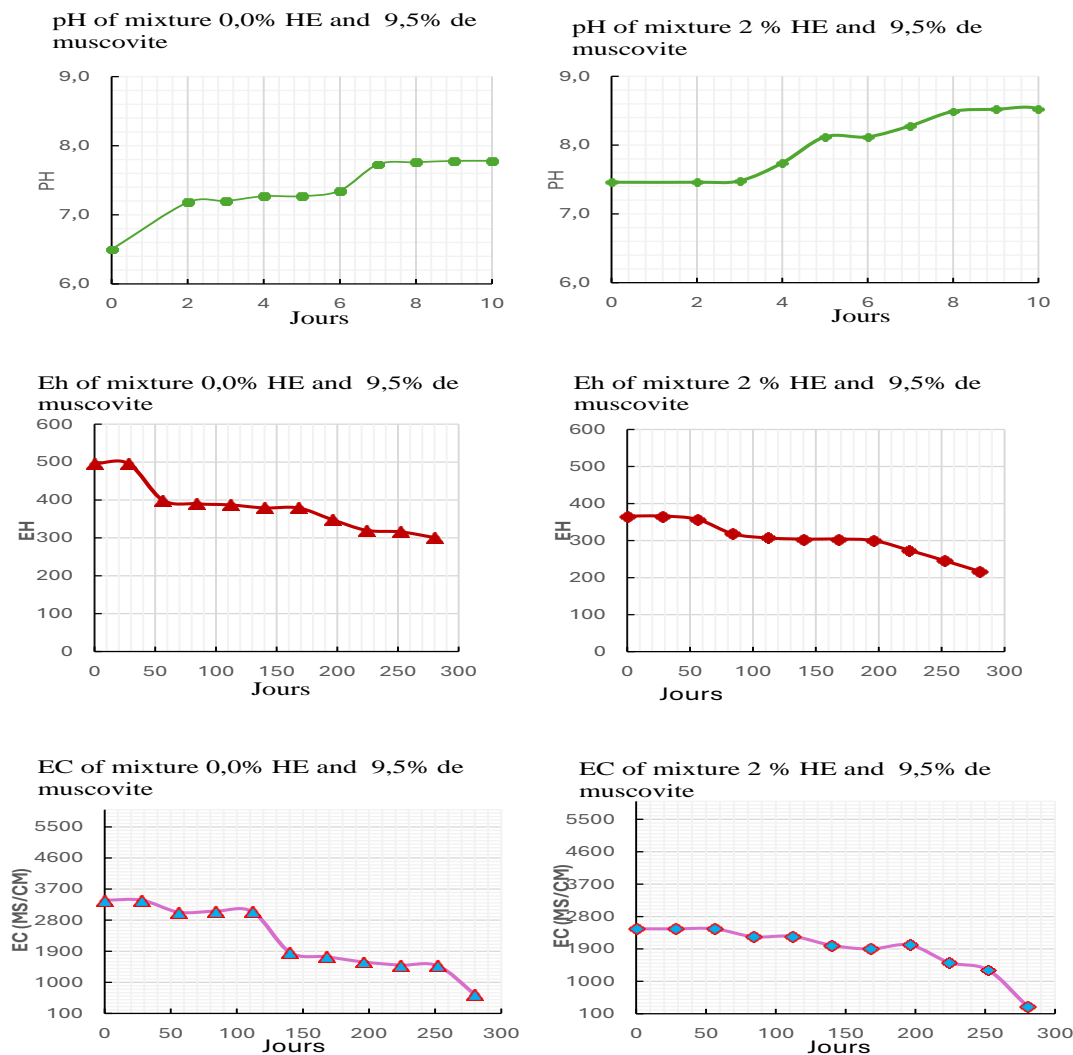 pH of mixture 0,0% HE and 9,5% de
muscovite
9,0
8,0
7,0
6,0
PH
0 2 4 6 8 10
Jours
pH of mixture 2 % HE and 9,5% de
muscovite
9,0
8,0
7,0
6,0
PH
0 2 4 6 8 10
Jours
Eh of mixture 0,0% HE and 9,5% de
muscovite
600
500
400
300
200
100
0
EH
0 50 100 150 200 250 300
Jours
Eh of mixture 2 % HE and 9,5% de
muscovite
600
500
400
300
200
100
0
EH
0 50 100 150 200 250 300
Jours
EC of mixture 0,0% HE and 9,5% de
muscovite
5500
4600
3700
2800
1900
1000
100
EC (MS/CM)
0 50 100 150 200 250 300
Jours
EC of mixture 2 % HE and 9,5% de
muscovite
5500
4600
3700
2800
1900
1000
100
EC (MS/CM)
0 50 100 150 200 250 300
Jours